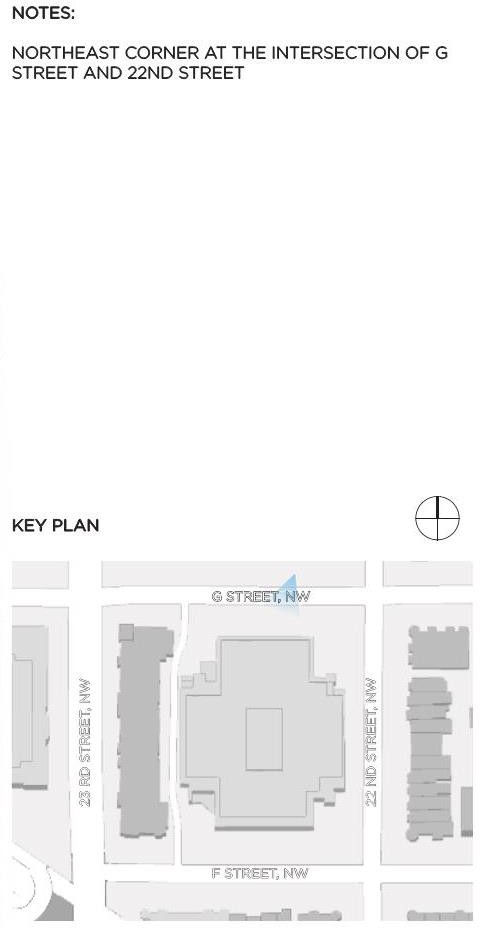 NOTES:
NORTHEAST CORNER AT THE INTERSECTION OF G
STREET AND 22ND STREET
KEY PLAN
G STREET, NW
23 RD STREET, NW
22 ND STREET, NW
F STREET, NW